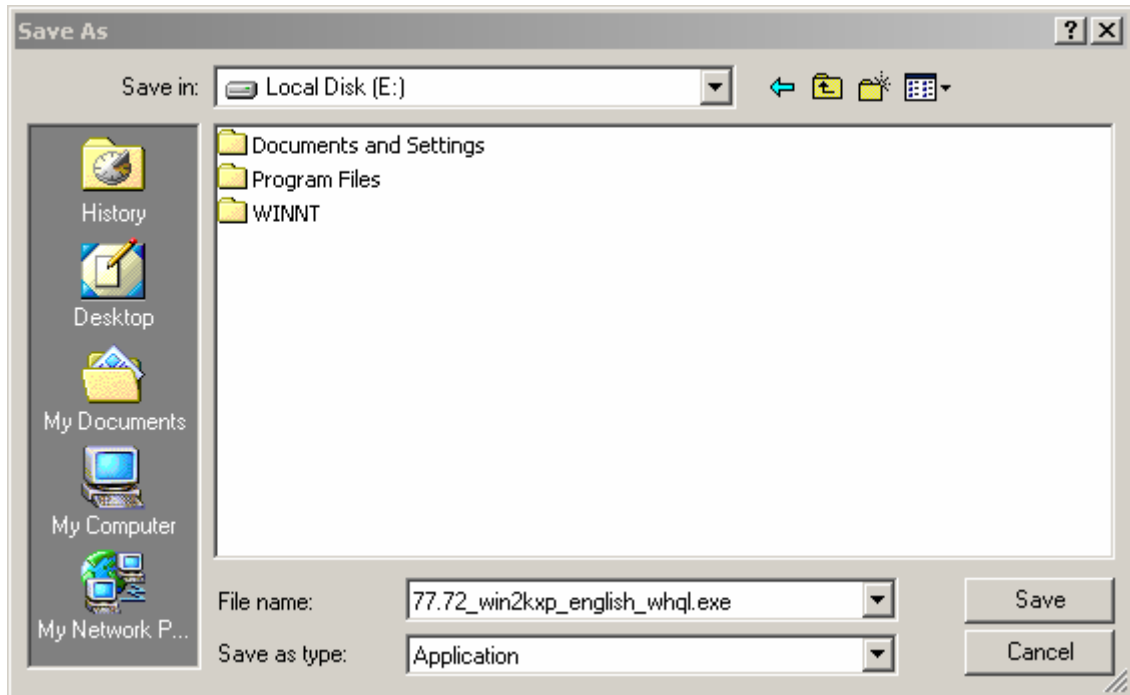 Save As
Save in: Local Disk (E:)
Documents and Settings
Program Files
WINNT
History
Desktop
My Documents
My Computer
My Network P...
File name: 77.72_win2kxp_english_whql.exe Save
Save as type: Application Cancel